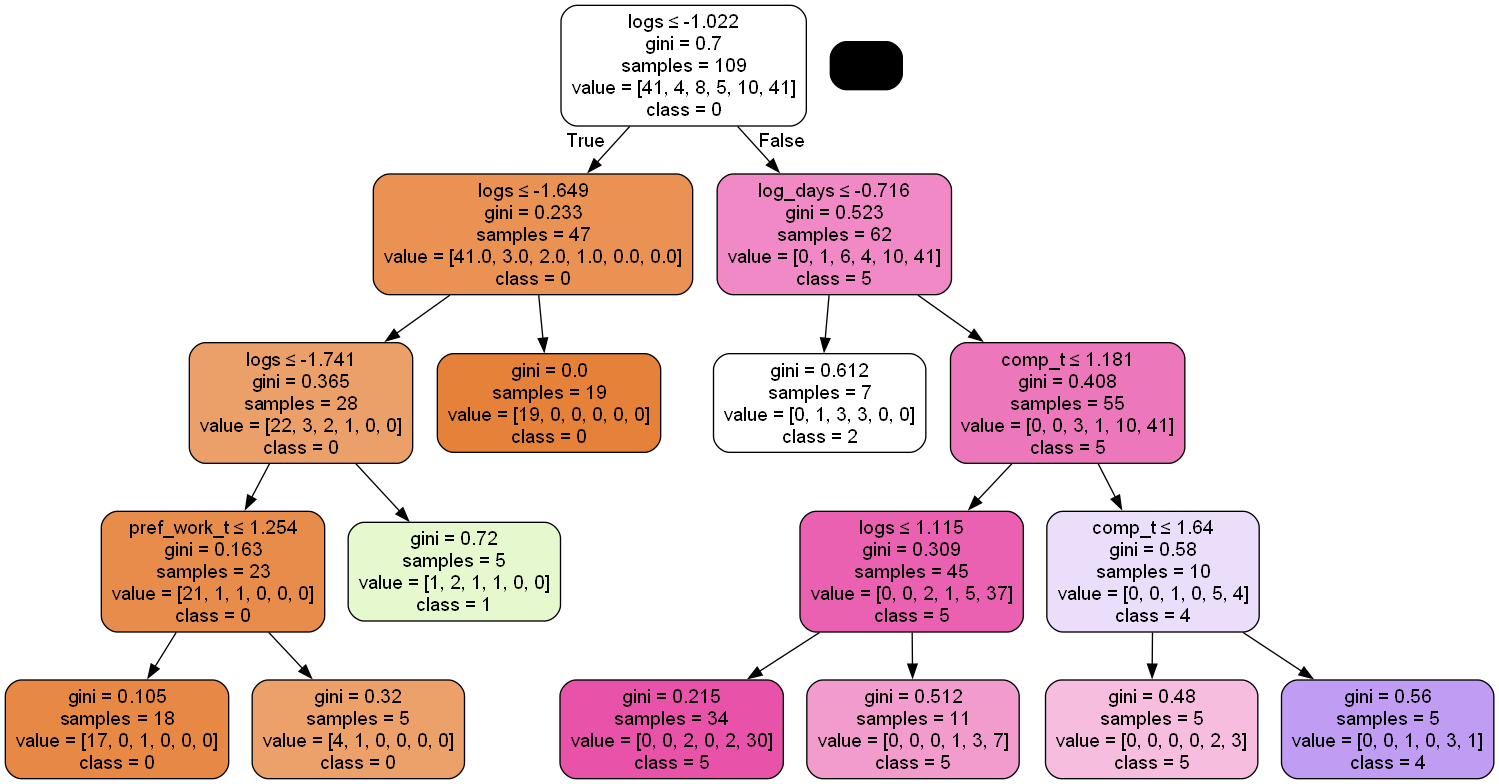 logs ≤ -1.022
gini = 0.7
samples = 109
value = [41, 4, 8, 5, 10, 41]
class = 0
True
False
logs ≤ -1.649
gini = 0.233
samples = 47
value = [41.0, 3.0, 2.0, 1.0, 0.0, 0.0]
class = 0
log_days ≤ -0.716
gini = 0.523
samples = 62
value = [0, 1, 6, 4, 10, 41]
class = 5
logs ≤ -1.741
gini = 0.365
samples = 28
value = [22, 3, 2, 1, 0, 0]
class = 0
gini = 0.0
samples = 19
value = [19, 0, 0, 0, 0, 0]
class = 0
gini = 0.612
samples = 7
value = [0, 1, 3, 3, 0, 0]
class = 2
comp_t ≤ 1.181
gini = 0.408
samples = 55
value = [0, 0, 3, 1, 10, 41]
class = 5
pref_work_t ≤ 1.254
gini = 0.163
samples = 23
value = [21, 1, 1, 0, 0, 0]
class = 0
gini = 0.72
samples = 5
value = [1, 2, 1, 1, 0, 0]
class = 1
logs ≤ 1.115
gini = 0.309
samples = 45
value = [0, 0, 2, 1, 5, 37]
class = 5
comp_t ≤ 1.64
gini = 0.58
samples = 10
value = [0, 0, 1, 0, 5, 4]
class = 4
gini = 0.105
samples = 18
value = [17, 0, 1, 0, 0, 0]
class = 0
gini = 0.32
samples = 5
value = [4, 1, 0, 0, 0, 0]
class = 0
gini = 0.215
samples = 34
value = [0, 0, 2, 0, 2, 30]
class = 5
gini = 0.512
samples = 11
value = [0, 0, 0, 1, 3, 7]
class = 5
gini = 0.48
samples = 5
value = [0, 0, 0, 0, 2, 3]
class = 5
gini = 0.56
samples = 5
value = [0, 0, 1, 0, 3, 1]
class = 4